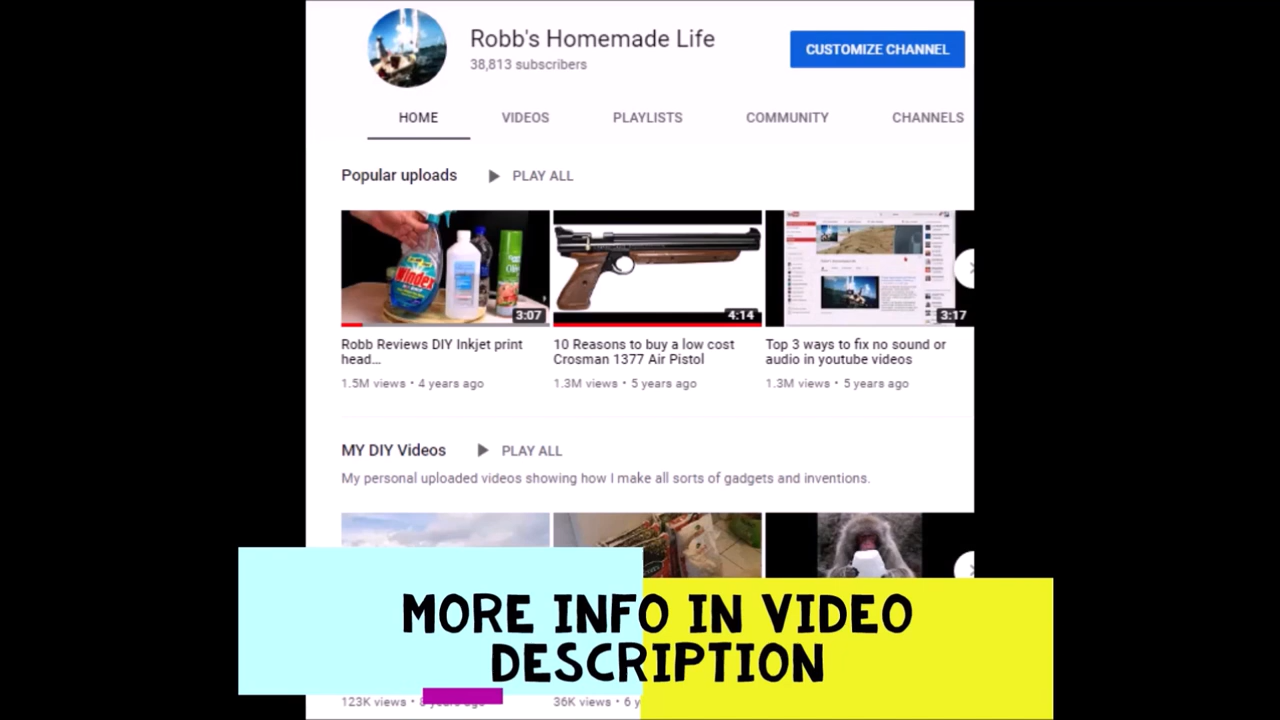 Robb's Homemade Life
38,813 subscribers
CUSTOMIZE CHANNEL
HOME VIDEOS PLAYLISTS COMMUNITY CHANNELS
Popular uploads PLAY ALL
Windex
3:07
4:14
3:17
Robb Reviews DIY Inkjet print
head...
1.5M views • 4 years ago
10 Reasons to buy a low cost
Crosman 1377 Air Pistol
1.3M views • 5 years ago
Top 3 ways to fix no sound or
audio in youtube videos
1.3M views • 5 years ago
MY DIY Videos PLAY ALL
My personal uploaded videos showing how I make all sorts of gadgets and inventions.
MORE INFO IN VIDEO
DESCRIPTION
123K views • years ago
36K views • 6 y